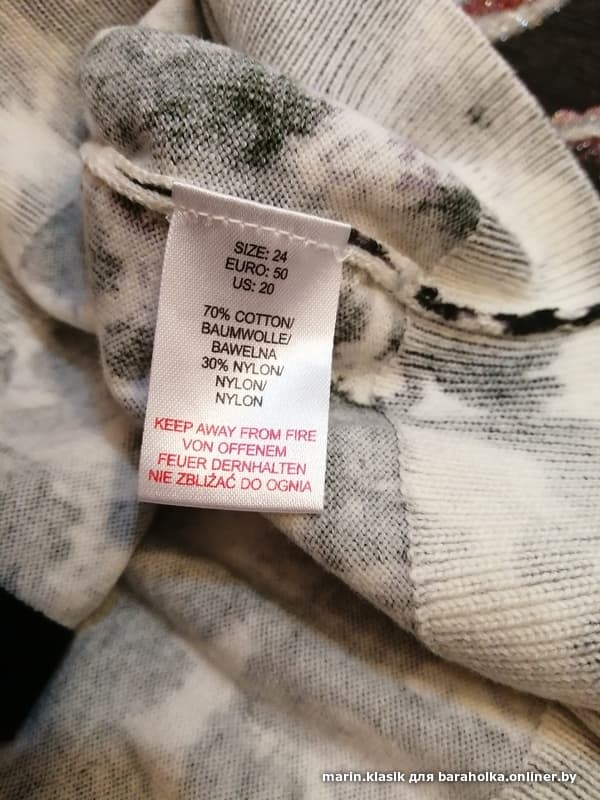 SIZE: 24
EURO: 50
US: 20
70% COTTON/
BAUMWOLLE/
BAWELNA
30% NYLON/
NYLON/
NYLON
KEEP AWAY FROM FIRE
VON OFFENEM
FEUER DERNHALTEN
NIE ZBLIŻAĆ DO OGNIA
marin.klasik для baraholka.onliner.by